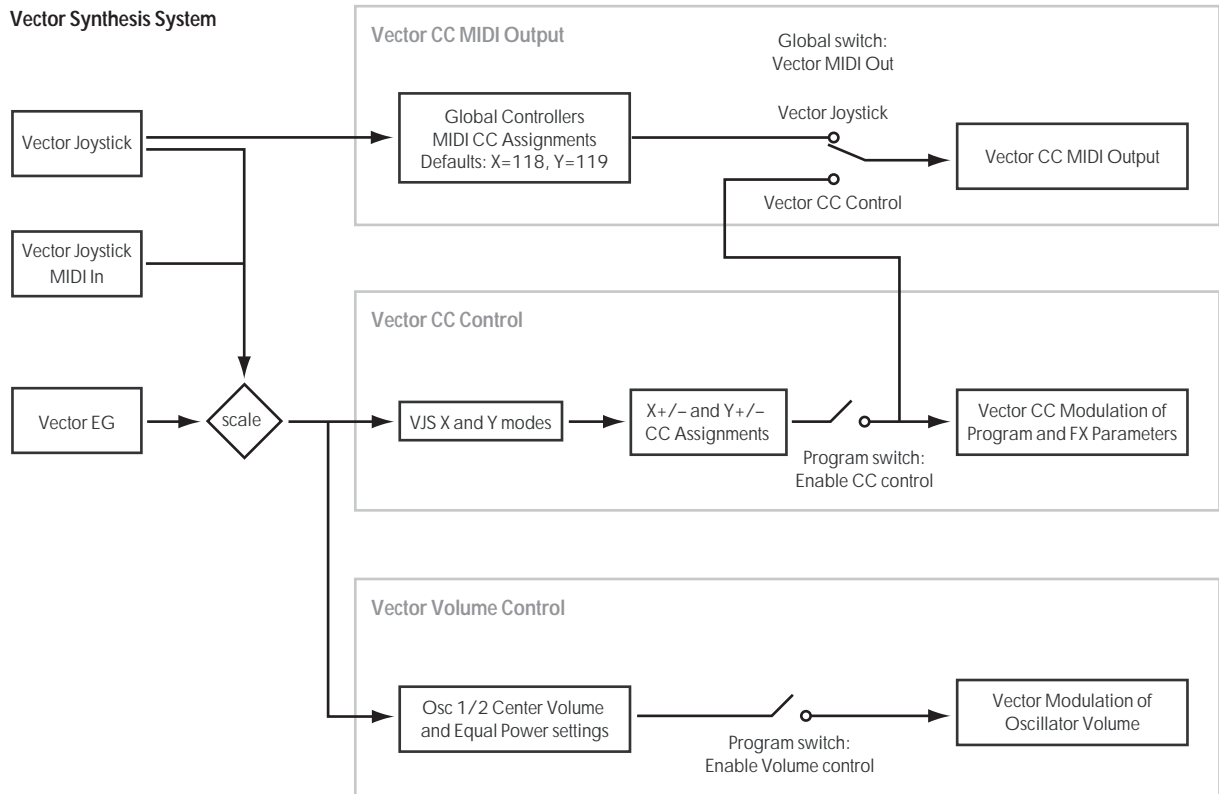 Vector Synthesis System
Vector CC MIDI Output
Global switch:
Vector MIDI Out
Vector Joystick
Global Controllers
MIDI CC Assignments
Defaults: X=118, Y=119
Vector Joystick
Vector CC MIDI Output
Vector CC Control
Vector Joystick
MIDI In
Vector CC Control
Vector EG
scale
VJS X and Y modes
X+/– and Y+/–
CC Assignments
Program switch:
Enable CC control
Vector CC Modulation of
Program and FX Parameters
Vector Volume Control
Osc 1/2 Center Volume
and Equal Power settings
Program switch:
Enable Volume control
Vector Modulation of
Oscillator Volume